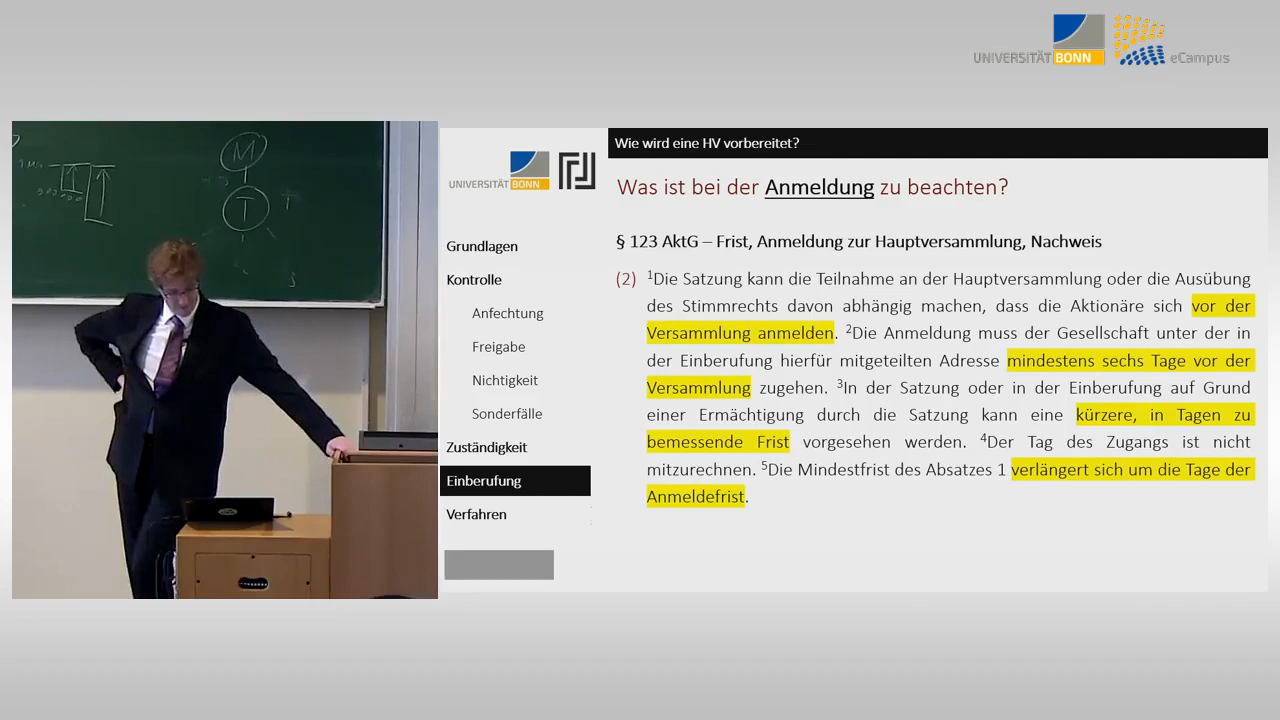 UNIVERSITÄT BONN
eCampus
M
T
T
UNIVERSITÄT BONN
Grundlagen
Kontrolle
Anfechtung
Freigabe
Nichtigkeit
Sonderfälle
Zuständigkeit
Einberufung
Verfahren
Wie wird eine HV vorbereitet?
Was ist bei der Anmeldung zu beachten?
§ 123 AktG – Frist, Anmeldung zur Hauptversammlung, Nachweis
(2) ¹Die Satzung kann die Teilnahme an der Hauptversammlung oder die Ausübung
des Stimmrechts davon abhängig machen, dass die Aktionäre sich vor der
Versammlung anmelden. ²Die Anmeldung muss der Gesellschaft unter der in
der Einberufung hierfür mitgeteilten Adresse mindestens sechs Tage vor der
Versammlung zugehen. ³In der Satzung oder in der Einberufung auf Grund
einer Ermächtigung durch die Satzung kann eine kürzere, in Tagen zu
bemessende Frist vorgesehen werden. ⁴Der Tag des Zugangs ist nicht
mitzurechnen. ⁵Die Mindestfrist des Absatzes 1 verlängert sich um die Tage der
Anmeldefrist.